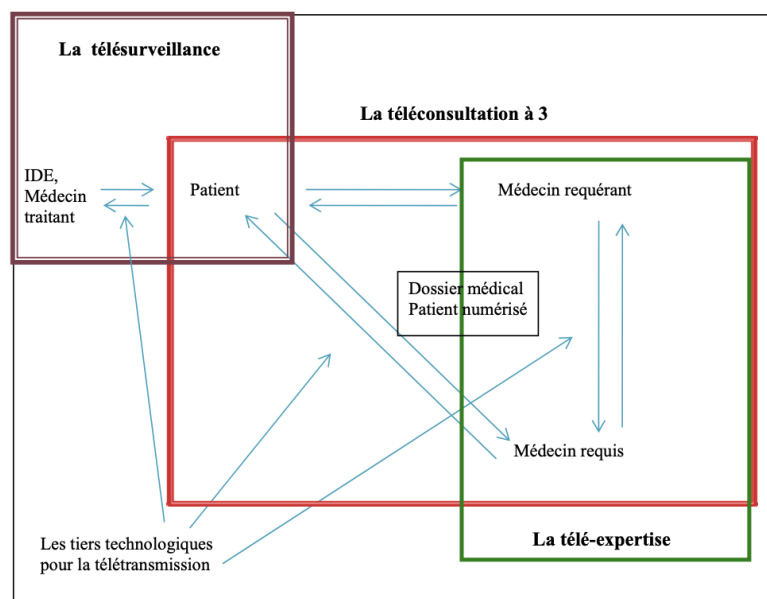 La télésurveillance
La téléconsultation à 3
IDE,
Médecin
traitant
Patient
Médecin requérant
Dossier médical
Patient numérisé
Médecin requis
Les tiers technologiques
pour la télétransmission
La télé-expertise